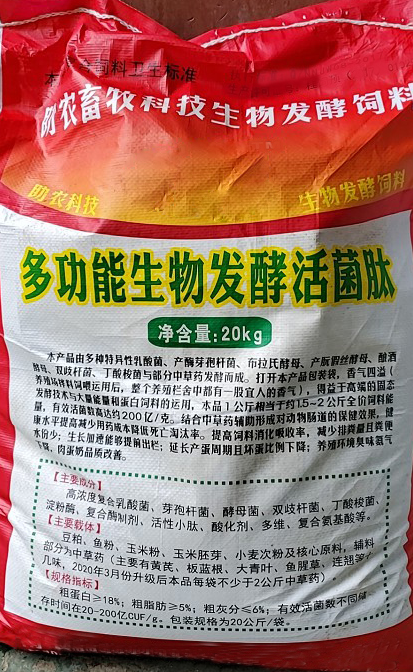 本产品符合饲料卫生标准
助农畜牧科技生物发酵饲料
助农科技 生物发酵饲料
多功能生物发酵活菌肽
净含量:20kg
本产品由多种特异性乳酸菌、产酶芽孢杆菌、布拉氏酵母、产朊假丝酵母、酿酒
酵母、双歧杆菌、丁酸梭菌与部分中草药发酵而成。打开本产品包装袋，香气四溢（
养殖场拌料饲喂运用后，整个养殖栏舍中都有一股宜人的香气），得益于高端的固态
发酵技术与大量能量和蛋白饲料的运用，本品1公斤相当于约1.5-2公斤全价饲料能
量，有效活菌数高达约200亿/克。结合中草药辅助形成对动物肠道的保健效果，健
康水平提高减少用药成本降低死亡淘汰率。提高饲料消化吸收率，减少排粪量且粪便
水份少；生长加速能够提前出栏；延长产蛋周期且坏蛋比例下降；养殖环境臭味氨气
下降，肉蛋奶品质改善。
【主要成分】
高浓度复合乳酸菌、芽孢杆菌、酵母菌、双歧杆菌、丁酸梭菌、
淀粉酶、复合酶制剂、活性小肽、酸化剂、多维、复合氨基酸等。
【主要载体】
豆粕、鱼粉、玉米粉、玉米胚芽、小麦次粉及核心原料，辅料
部分为中草药（主要有黄芪、板蓝根、大青叶、鱼腥草、连翘等
几味，2020年3月份升级后本品每袋不少于2公斤中草药）
【规格指标】
粗蛋白≥18%；粗脂肪≥5%；粗灰分≤6%；有效活菌数不同保
存时间在20-200亿CUF/g。包装规格为20公斤/袋。